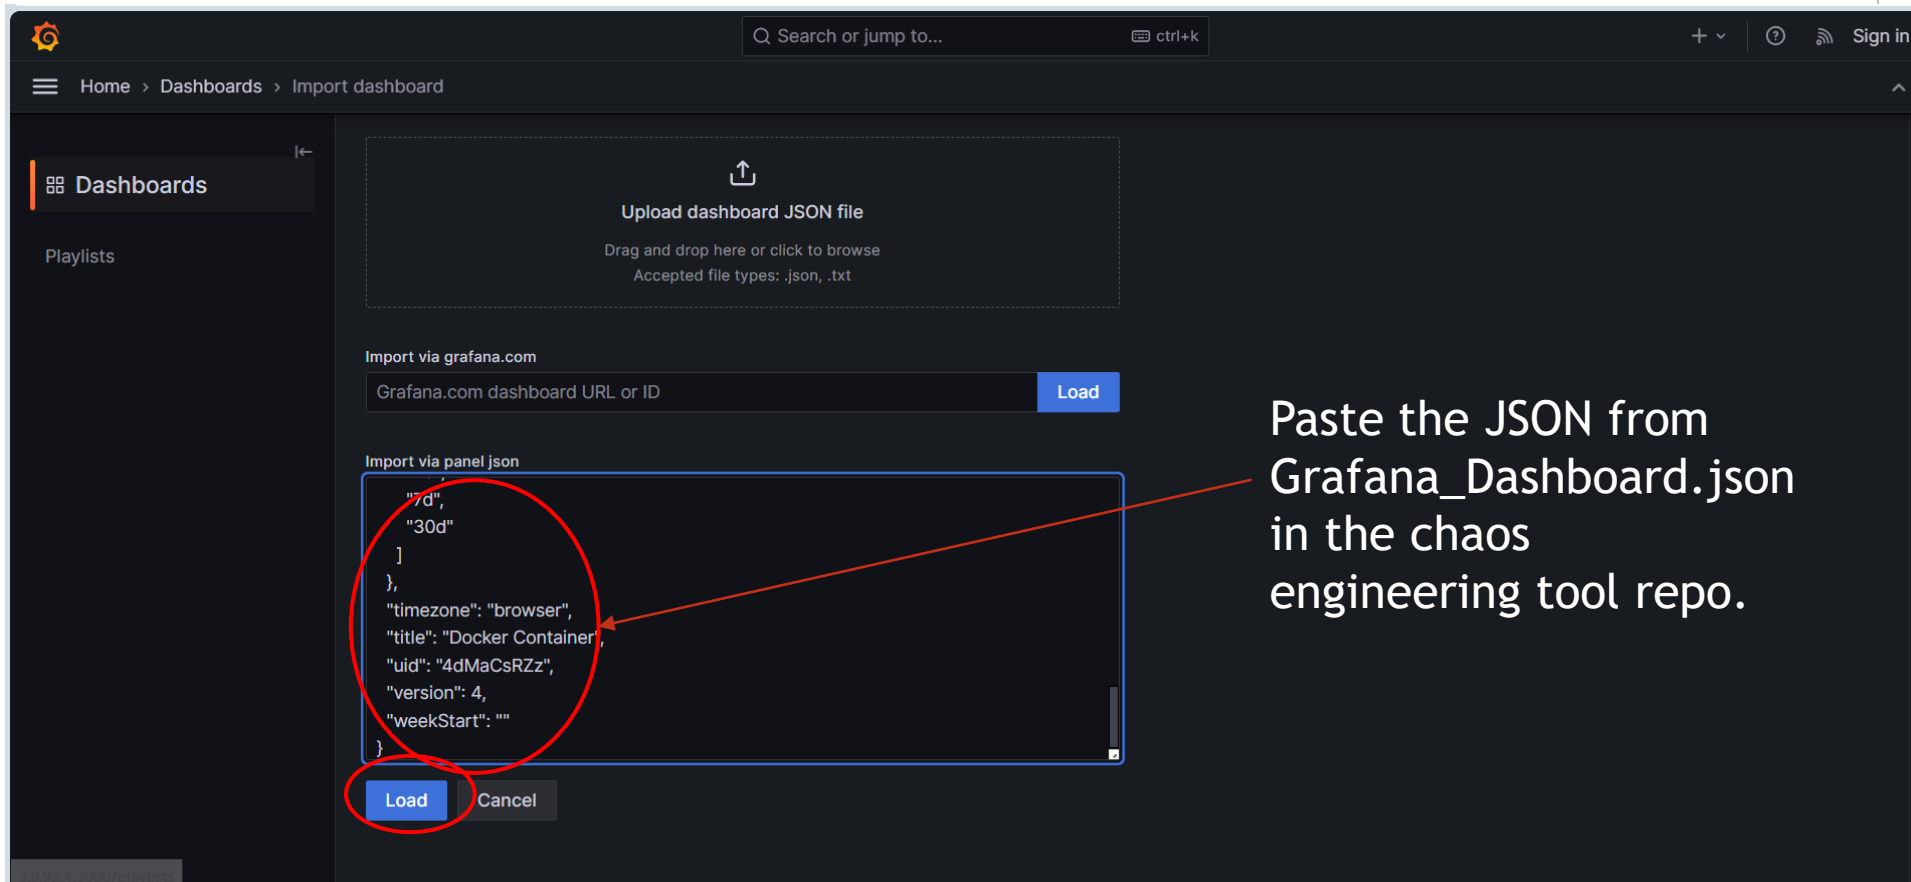 Search or jump to...
ctrl+k
Sign in
Home › Dashboards › Import dashboard
Dashboards
Playlists
Upload dashboard JSON file
Drag and drop here or click to browse
Accepted file types: .json, .txt
Import via grafana.com
Grafana.com dashboard URL or ID
Load
Import via panel json
"7d",
"30d"
]
},
"timezone": "browser",
"title": "Docker Container",
"uid": "4dMaCsRZz",
"version": 4,
"weekStart": ""
}
Load
Cancel
Paste the JSON from
Grafana_Dashboard.json
in the chaos
engineering tool repo.